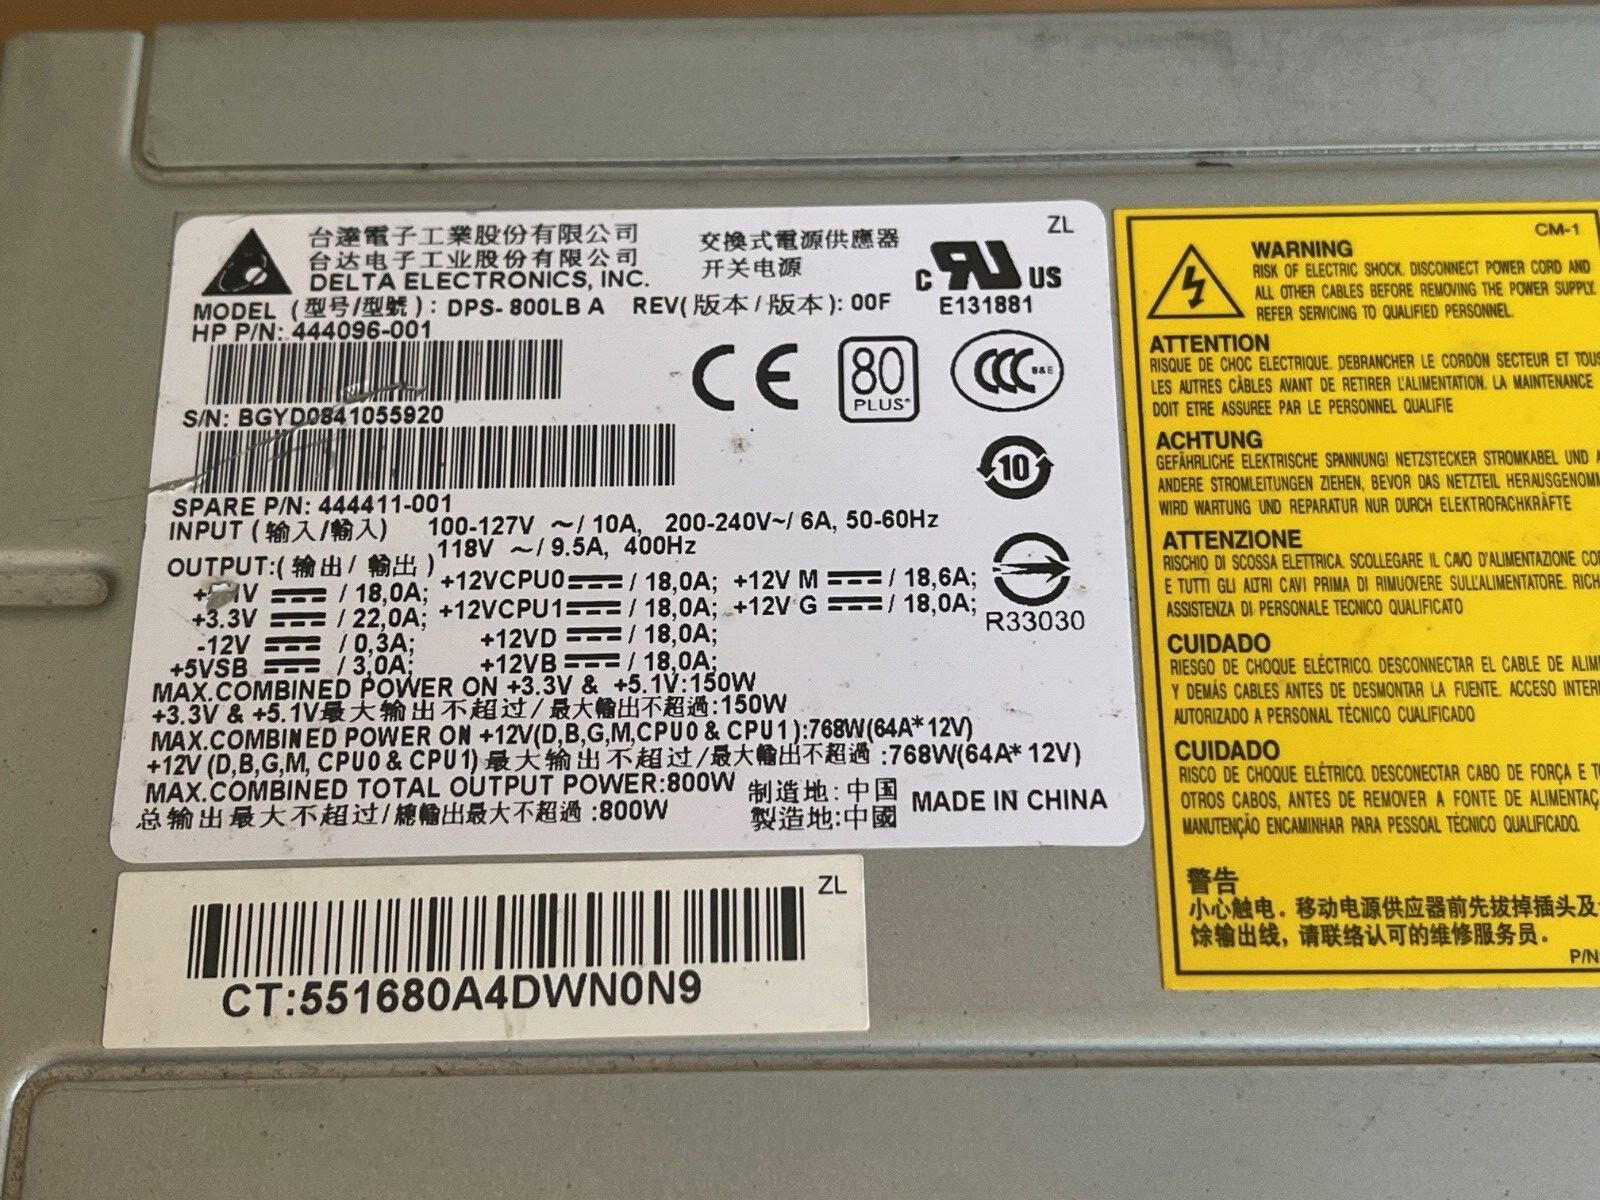 台達電子工業股份有限公司
台达电子工业股份有限公司
DELTA ELECTRONICS, INC.
交換式電源供應器
开关电源
ZL
C RU US
E131881
MODEL (型号/型號): DPS-800LB A REV(版本/版本): 00F
HP P/N: 444096-001
CE
80
PLUS
CCC
S&E
S/N: BGYD0841055920
10
SPARE P/N: 444411-001
INPUT (输入/輸入) 100-127V ～/ 10A, 200-240V~/ 6A, 50-60Hz
118V ～/ 9.5A, 400Hz
OUTPUT:(输出/ 輸出)
/ 18,0A; +12VCPU0 / 18,0A; +12V M / 18,6A;
+3.3V / 22,0A; +12VCPU1 / 18,0A; +12V G / 18,0A;
-12V / 0,3A; +12VD / 18,0A;
+5VSB / 3,0A; +12VB / 18,0A;
R33030
MAX.COMBINED POWER ON +3.3V & +5.1V:150W
+3.3V & +5.1V最大输出不超过/最大輸出不超過:150W
MAX.COMBINED POWER ON +12V(D,B,G,M,CPU0 & CPU1):768W(64A*12V)
+12V (D,B,G,M, CPU0 & CPU1) 最大输出不超过/最大輸出不超過:768W(64A*12V)
MAX.COMBINED TOTAL OUTPUT POWER:800W
总输出最大不超过/總輸出最大不超過:800W
制造地:中国
製造地:中國
MADE IN CHINA
ZL
CT:551680A4DWN0N9
CM-1
WARNING
RISK OF ELECTRIC SHOCK. DISCONNECT POWER CORD AND
ALL OTHER CABLES BEFORE REMOVING THE POWER SUPPLY.
REFER SERVICING TO QUALIFIED PERSONNEL.
ATTENTION
RISQUE DE CHOC ELECTRIQUE. DEBRANCHER LE CORDON SECTEUR ET TOUS
LES AUTRES CÂBLES AVANT DE RETIRER L'ALIMENTATION. LA MAINTENANCE
DOIT ETRE ASSUREE PAR LE PERSONNEL QUALIFIE
ACHTUNG
GEFÄHRLICHE ELEKTRISCHE SPANNUNG! NETZSTECKER STROMKABEL UND
ANDERE STROMLEITUNGEN ZIEHEN, BEVOR DAS NETZTEIL HERAUSGENOMM
WIRD WARTUNG UND REPARATUR NUR DURCH ELEKTROFACHKRÄFTE
ATTENZIONE
RISCHIO DI SCOSSA ELETTRICA. SCOLLEGARE IL CAVO D'ALIMENTAZIONE CO
E TUTTI GLI ALTRI CAVI PRIMA DI RIMUOVERE SULL'ALIMENTATORE. RICH
ASSISTENZA DI PERSONALE TECNICO QUALIFICATO
CUIDADO
RIESGO DE CHOQUE ELÉCTRICO. DESCONNECTAR EL CABLE DE ALIM
Y DEMÁS CABLES ANTES DE DESMONTAR LA FUENTE. ACCESO INTER
AUTORIZADO A PERSONAL TÉCNICO CUALIFICADO
CUIDADO
RISCO DE CHOQUE ELÉTRICO. DESCONECTAR CABO DE FORÇA E
OTROS CABOS, ANTES DE REMOVER A FONTE DE ALIMENTAÇ
MANUTENÇÃO ENCAMINHAR PARA PESSOAL TÉCNICO QUALIFICADO.
警告
小心触电。移动电源供应器前先拔掉插头及
馀输出线，请联络认可的维修服务员.
P/N